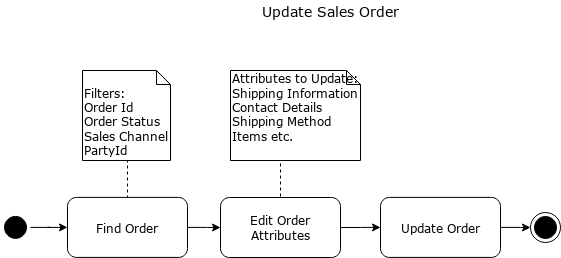 Update Sales Order
Filters:
Order Id
Order Status
Sales Channel
PartyId
Attributes to Update:
Shipping Information
Contact Details
Shipping Method
Items etc.
Find Order
Edit Order
Attributes
Update Order